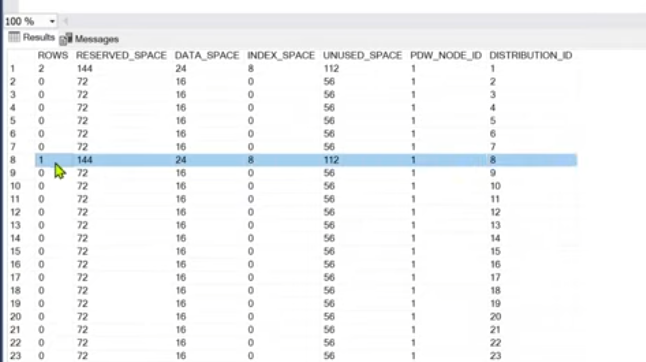 100 %
Results Messages
ROWS RESERVED_SPACE DATA_SPACE INDEX_SPACE UNUSED_SPACE PDW_NODE_ID DISTRIBUTION_ID
1 2 144 24 8 112 1 1
2 0 72 16 0 56 1 2
3 0 72 16 0 56 1 3
4 0 72 16 0 56 1 4
5 0 72 16 0 56 1 5
6 0 72 16 0 56 1 6
7 0 72 16 0 56 1 7
8 1 144 24 8 112 1 8
9 0 72 16 0 56 1 9
10 0 72 16 0 56 1 10
11 0 72 16 0 56 1 11
12 0 72 16 0 56 1 12
13 0 72 16 0 56 1 13
14 0 72 16 0 56 1 14
15 0 72 16 0 56 1 15
16 0 72 16 0 56 1 16
17 0 72 16 0 56 1 17
18 0 72 16 0 56 1 18
19 0 72 16 0 56 1 19
20 0 72 16 0 56 1 20
21 0 72 16 0 56 1 21
22 0 72 16 0 56 1 22
23 0 72 16 0 56 1 23